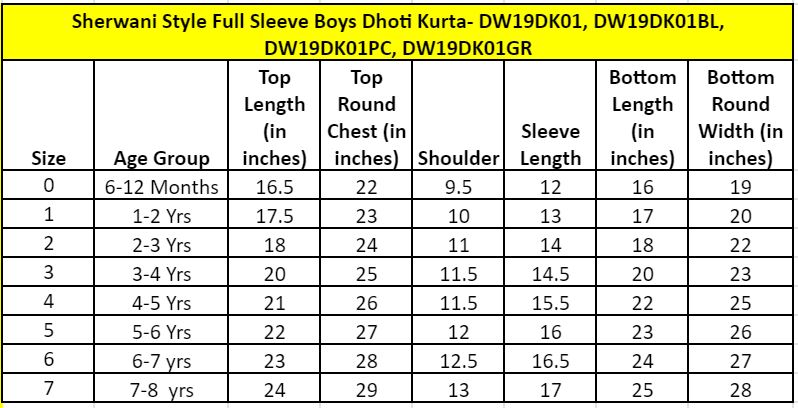 Sherwani Style Full Sleeve Boys Dhoti Kurta- DW19DK01, DW19DK01BL,
DW19DK01PC, DW19DK01GR
Size Age Group Top Length (in inches) Top Round Chest (in inches) Shoulder Sleeve Length Bottom Length (in inches) Bottom Round Width (in inches)
0 6-12 Months 16.5 22 9.5 12 16 19
1 1-2 Yrs 17.5 23 10 13 17 20
2 2-3 Yrs 18 24 11 14 18 22
3 3-4 Yrs 20 25 11.5 14.5 20 23
4 4-5 Yrs 21 26 11.5 15.5 22 25
5 5-6 Yrs 22 27 12 16 23 26
6 6-7 yrs 23 28 12.5 16.5 24 27
7 7-8 yrs 24 29 13 17 25 28